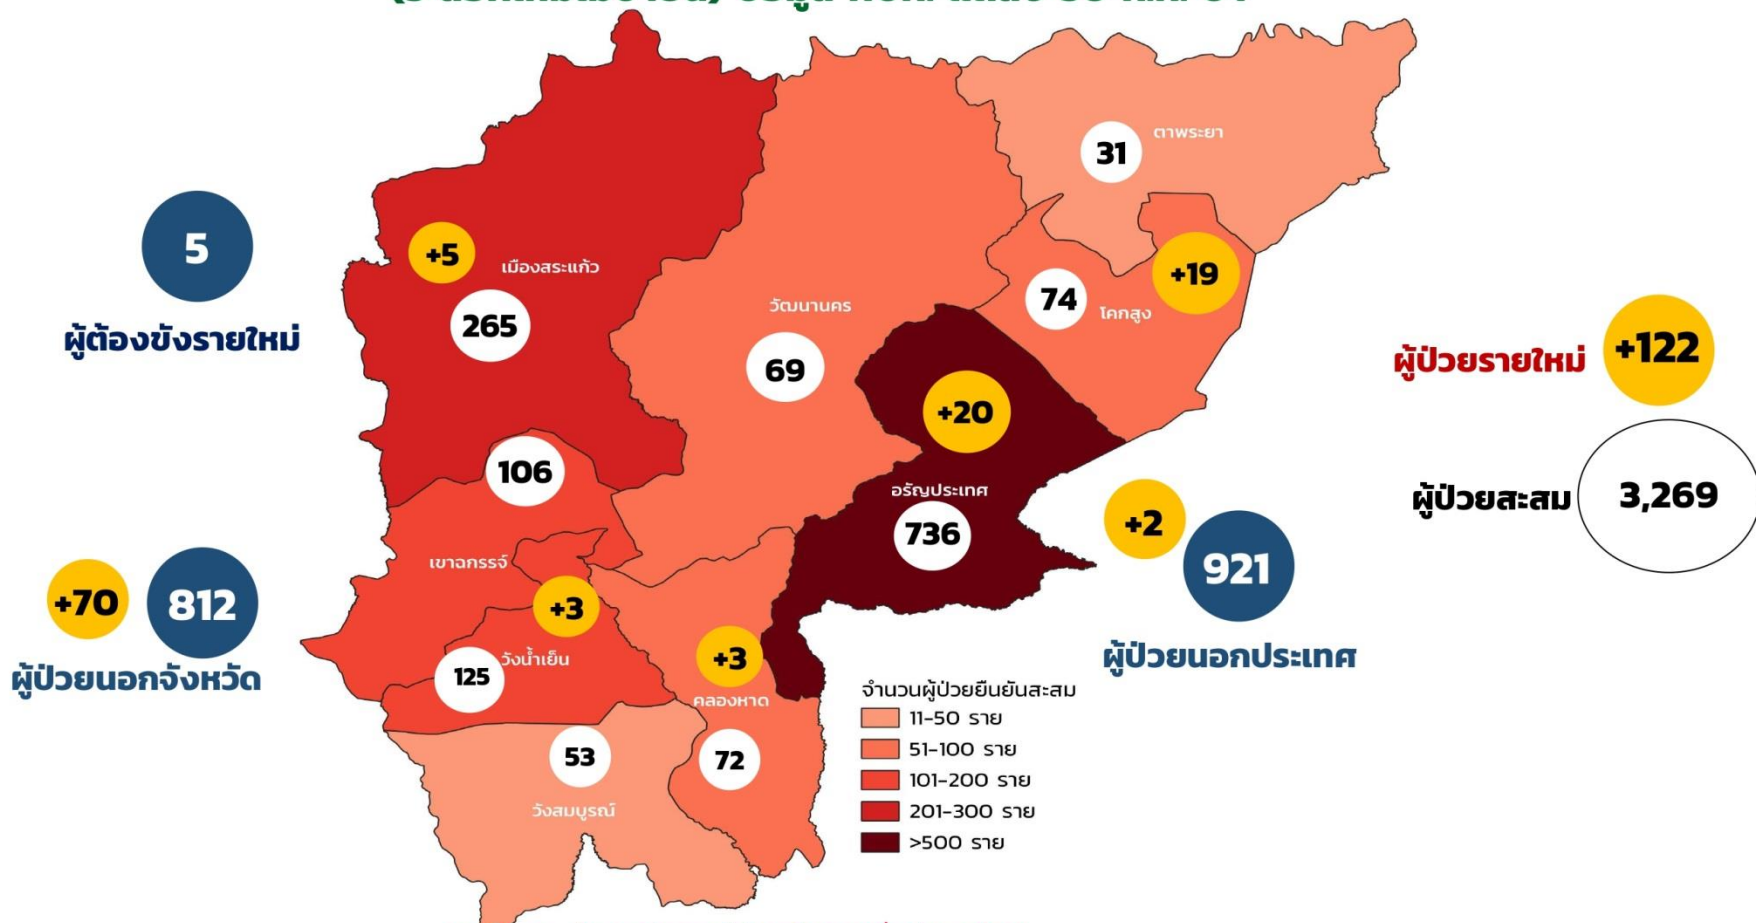 ตาพระยา
31
5
ผู้ต้องขังรายใหม่
+5
เมืองสระแก้ว
265
วัฒนานคร
69
74
โคกสูง
+19
ผู้ป่วยรายใหม่
+122
+20
อรัญประเทศ
736
ผู้ป่วยสะสม
3,269
106
เขาฉกรรจ์
+2
921
ผู้ป่วยนอกประเทศ
+70
812
ผู้ป่วยนอกจังหวัด
+3
วังน้ำเย็น
125
+3
คลองหาด
72
53
วังสมบูรณ์
จำนวนผู้ป่วยยืนยันสะสม
11-50 ราย
51-100 ราย
101-200 ราย
201-300 ราย
>500 ราย